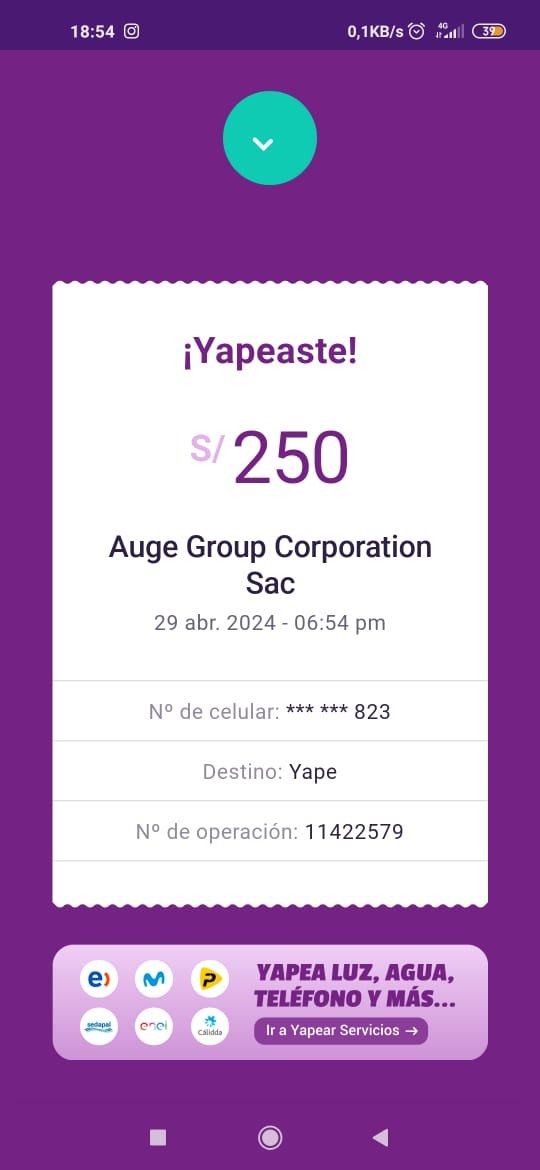 18:54 0,1KB/s 4G 39
¡Yapeaste!
S/ 250
Auge Group Corporation
Sac
29 abr. 2024 - 06:54 pm
Nº de celular: *** *** 823
Destino: Yape
Nº de operación: 11422579
YAPEA LUZ, AGUA,
TELÉFONO Y MÁS...
Ir a Yapear Servicios →
e) P
sedapal enel Cálidda